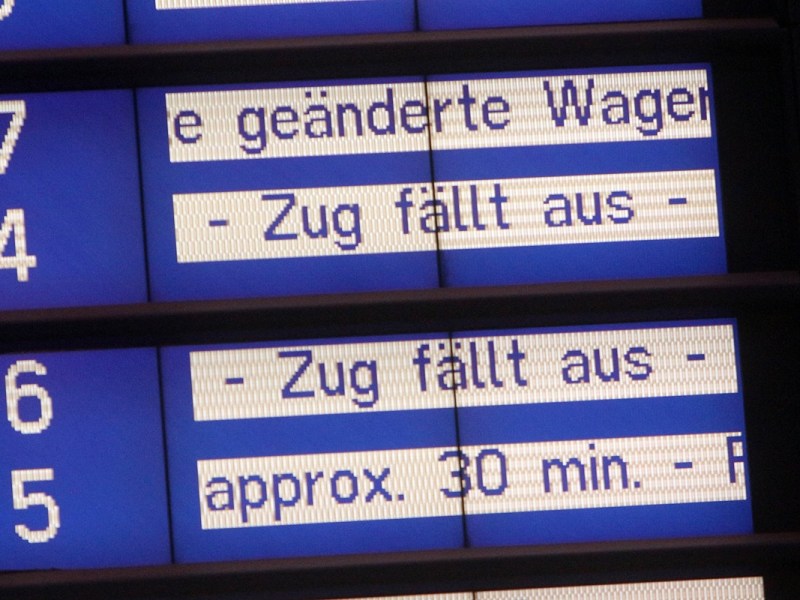 7 e geänderte Wagen
4 - Zug fällt aus -
6 - Zug fällt aus -
5 approx. 30 min. -